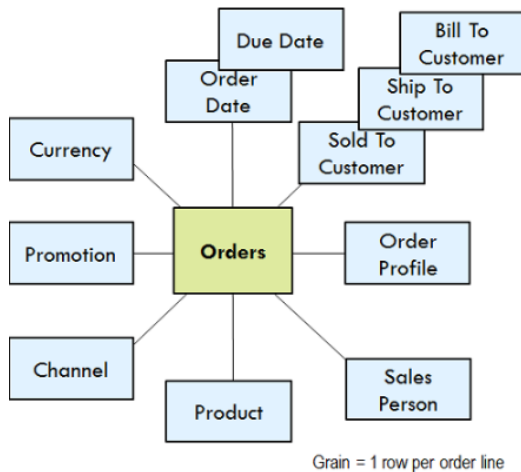 Due Date
Bill To
Customer
Order
Date
Ship To
Customer
Currency
Sold To
Customer
Promotion
Orders
Order
Profile
Channel
Product
Sales
Person
Grain = 1 row per order line